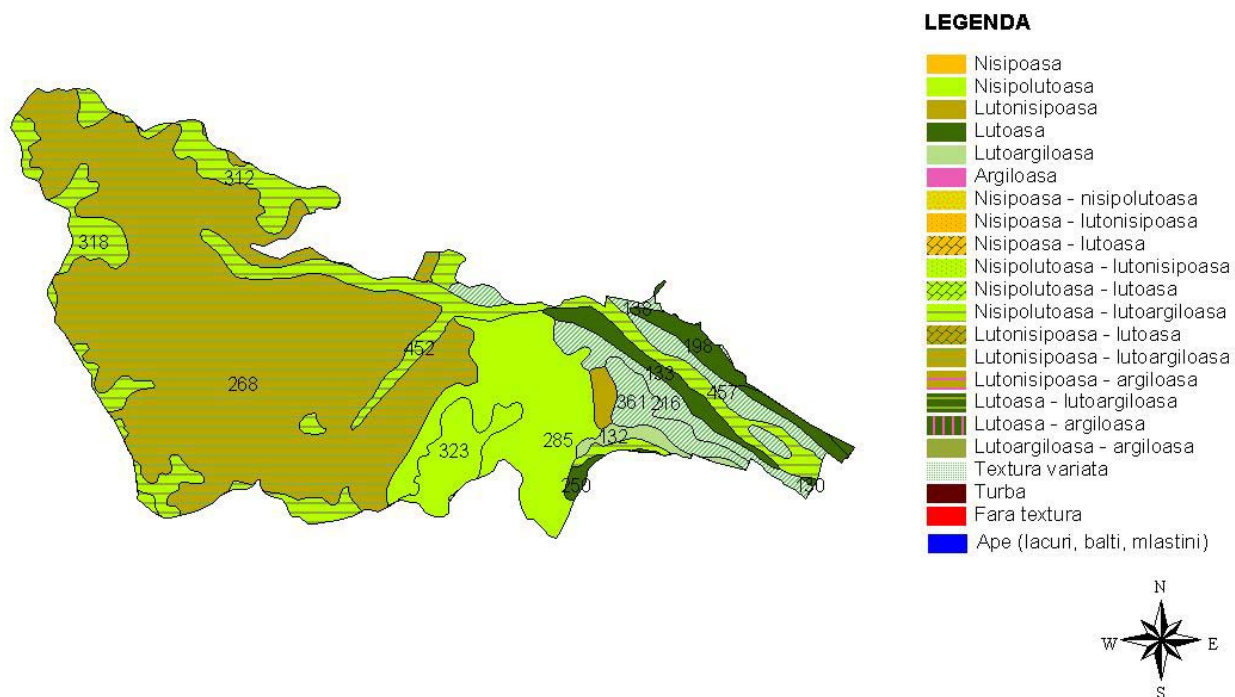 LEGENDA
Nisipoasa
Nisipolutoasa
Lutonisipoasa
Lutoasa
Lutoargiloasa
Argiloasa
Nisipoasa - nisipolutoasa
Nisipoasa - lutonisipoasa
Nisipoasa - lutoasa
Nisipolutoasa - lutonisipoasa
Nisipolutoasa - lutoasa
Nisipolutoasa - lutoargiloasa
Lutonisipoasa - lutoasa
Lutonisipoasa - lutoargiloasa
Lutonisipoasa - argiloasa
Lutoasa - lutoargiloasa
Lutoasa - argiloasa
Lutoargiloasa - argiloasa
Textura variata
Turba
Fara textura
Ape (lacuri, balti, mlastini)
312
318
138
198
452
133
268
457
361
216
132
285
323
250
130
N
W
E
S